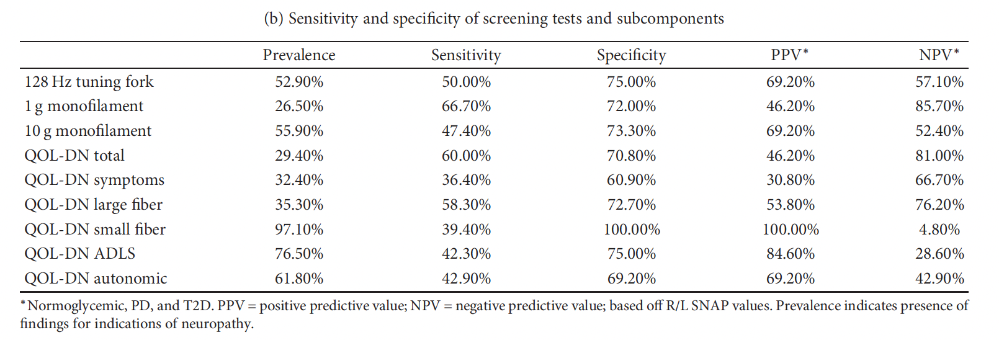 (b) Sensitivity and specificity of screening tests and subcomponents
Prevalence Sensitivity Specificity PPV* NPV*
128 Hz tuning fork 52.90% 50.00% 75.00% 69.20% 57.10%
1 g monofilament 26.50% 66.70% 72.00% 46.20% 85.70%
10 g monofilament 55.90% 47.40% 73.30% 69.20% 52.40%
QOL-DN total 29.40% 60.00% 70.80% 46.20% 81.00%
QOL-DN symptoms 32.40% 36.40% 60.90% 30.80% 66.70%
QOL-DN large fiber 35.30% 58.30% 72.70% 53.80% 76.20%
QOL-DN small fiber 97.10% 39.40% 100.00% 100.00% 4.80%
QOL-DN ADLS 76.50% 42.30% 75.00% 84.60% 28.60%
QOL-DN autonomic 61.80% 42.90% 69.20% 69.20% 42.90%
*Normoglycemic, PD, and T2D. PPV = positive predictive value; NPV = negative predictive value; based off R/L SNAP values. Prevalence indicates presence of
findings for indications of neuropathy.